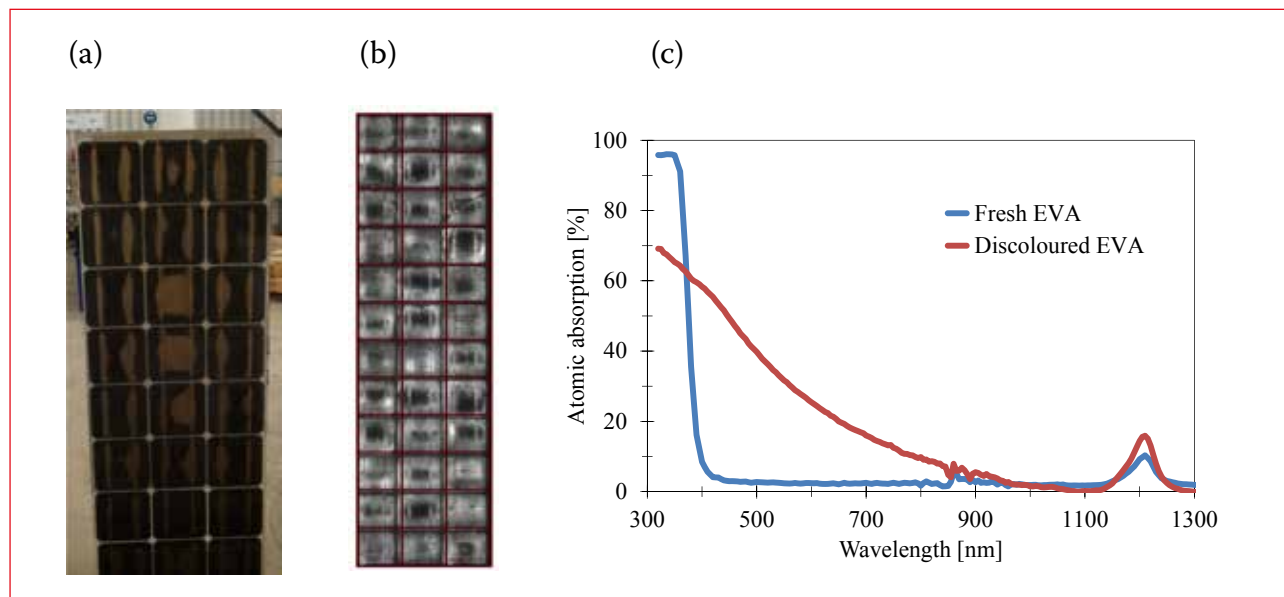 (a)
(b)
(c)
100
80
60
40
20
0
Atomic absorption [%]
Fresh EVA
Discoloured EVA
300
500
700
900
1100
1300
Wavelength [nm]